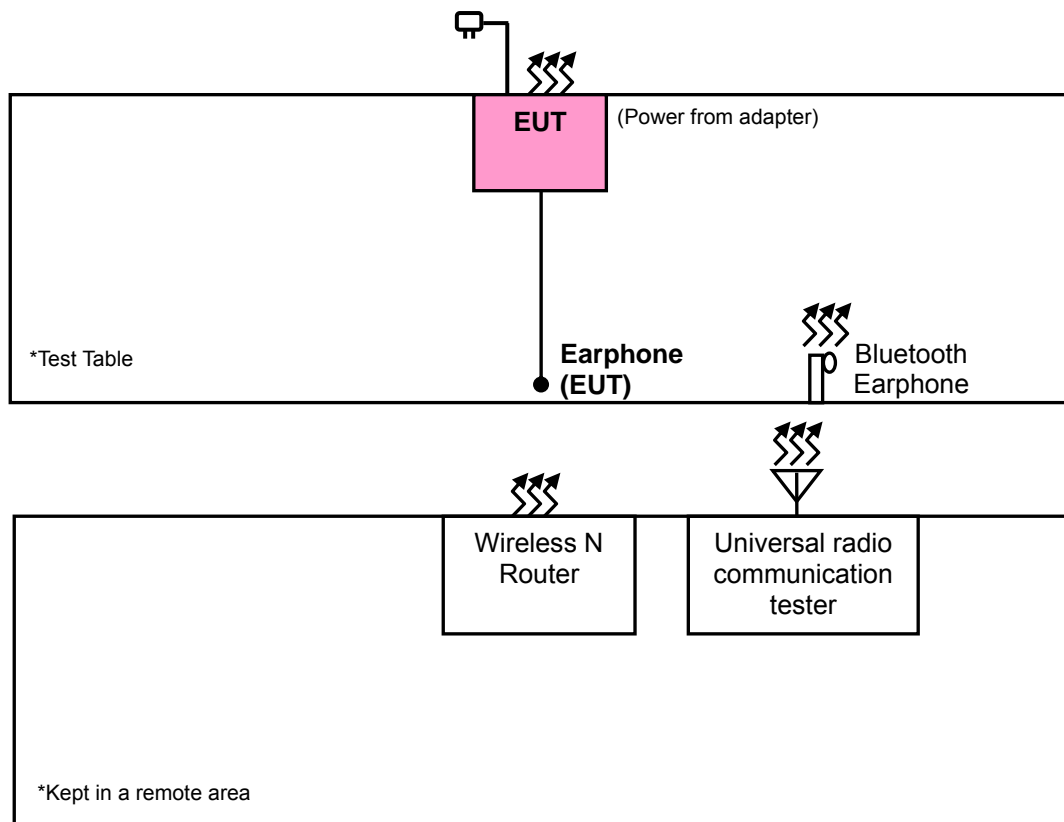 EUT
(Power from adapter)
*Test Table
Earphone
(EUT)
Bluetooth
Earphone
Wireless N
Router
Universal radio
communication
tester
*Kept in a remote area